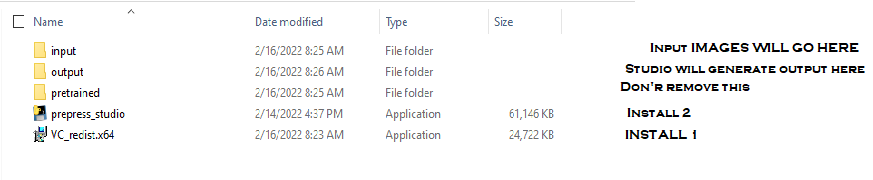 Name Date modified Type Size
input 2/16/2022 8:25 AM File folder Input IMAGES WILL GO HERE
output 2/16/2022 8:26 AM File folder Studio will generate output here
pretrained 2/16/2022 8:25 AM File folder Don'r remove this
prepress_studio 2/14/2022 4:37 PM Application 61,146 KB Install 2
VC_redist.x64 2/16/2022 8:23 AM Application 24,722 KB INSTALL 1